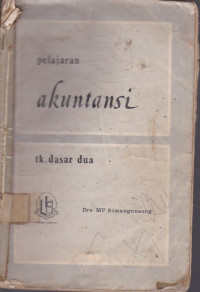 pelajaran
akuntansi
tk. dasar dua
Drs. MP Simangunsong